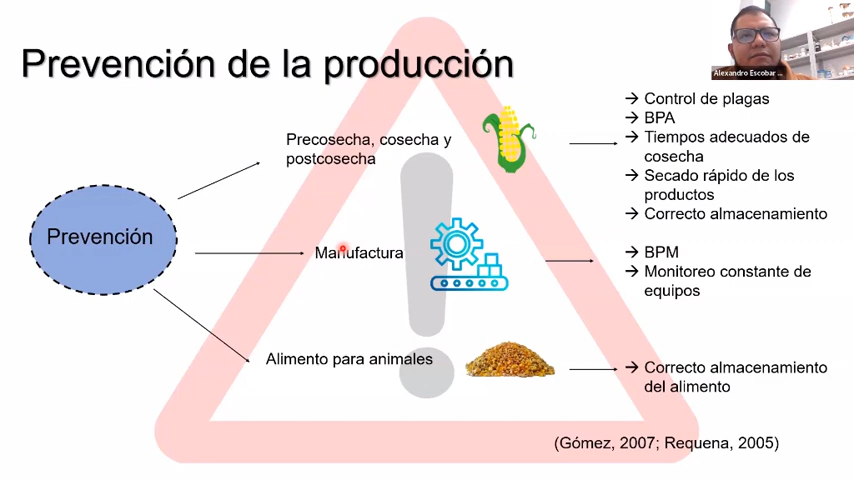 Prevención de la producción
Alexandro Escobar ...
Prevención
Precosecha, cosecha y
postcosecha
→ Control de plagas
→ BPA
→ Tiempos adecuados de
cosecha
→ Secado rápido de los
productos
→ Correcto almacenamiento
Manufactura
→ BPM
→ Monitoreo constante de
equipos
Alimento para animales
→ Correcto almacenamiento
del alimento
(Gómez, 2007; Requena, 2005)